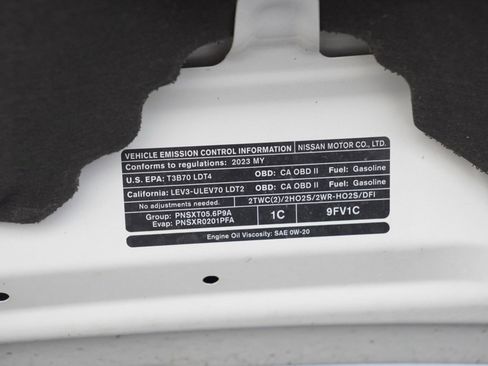 VEHICLE EMISSION CONTROL INFORMATION NISSAN MOTOR CO., LTD.
Conforms to regulations: 2023 MY
U.S. EPA: T3B70 LDT4 OBD: CA OBD II Fuel: Gasoline
California: LEV3-ULEV70 LDT2 OBD: CA OBD II Fuel: Gasoline
No adjustments needed. 2TWC(2)/2HO2S/2WR-HO2S/DFI
Group: PNSXT05.6P9A
Evap: PNSXR0201PFA
1C 9FV1C
Engine Oil Viscosity: SAE 0W-20